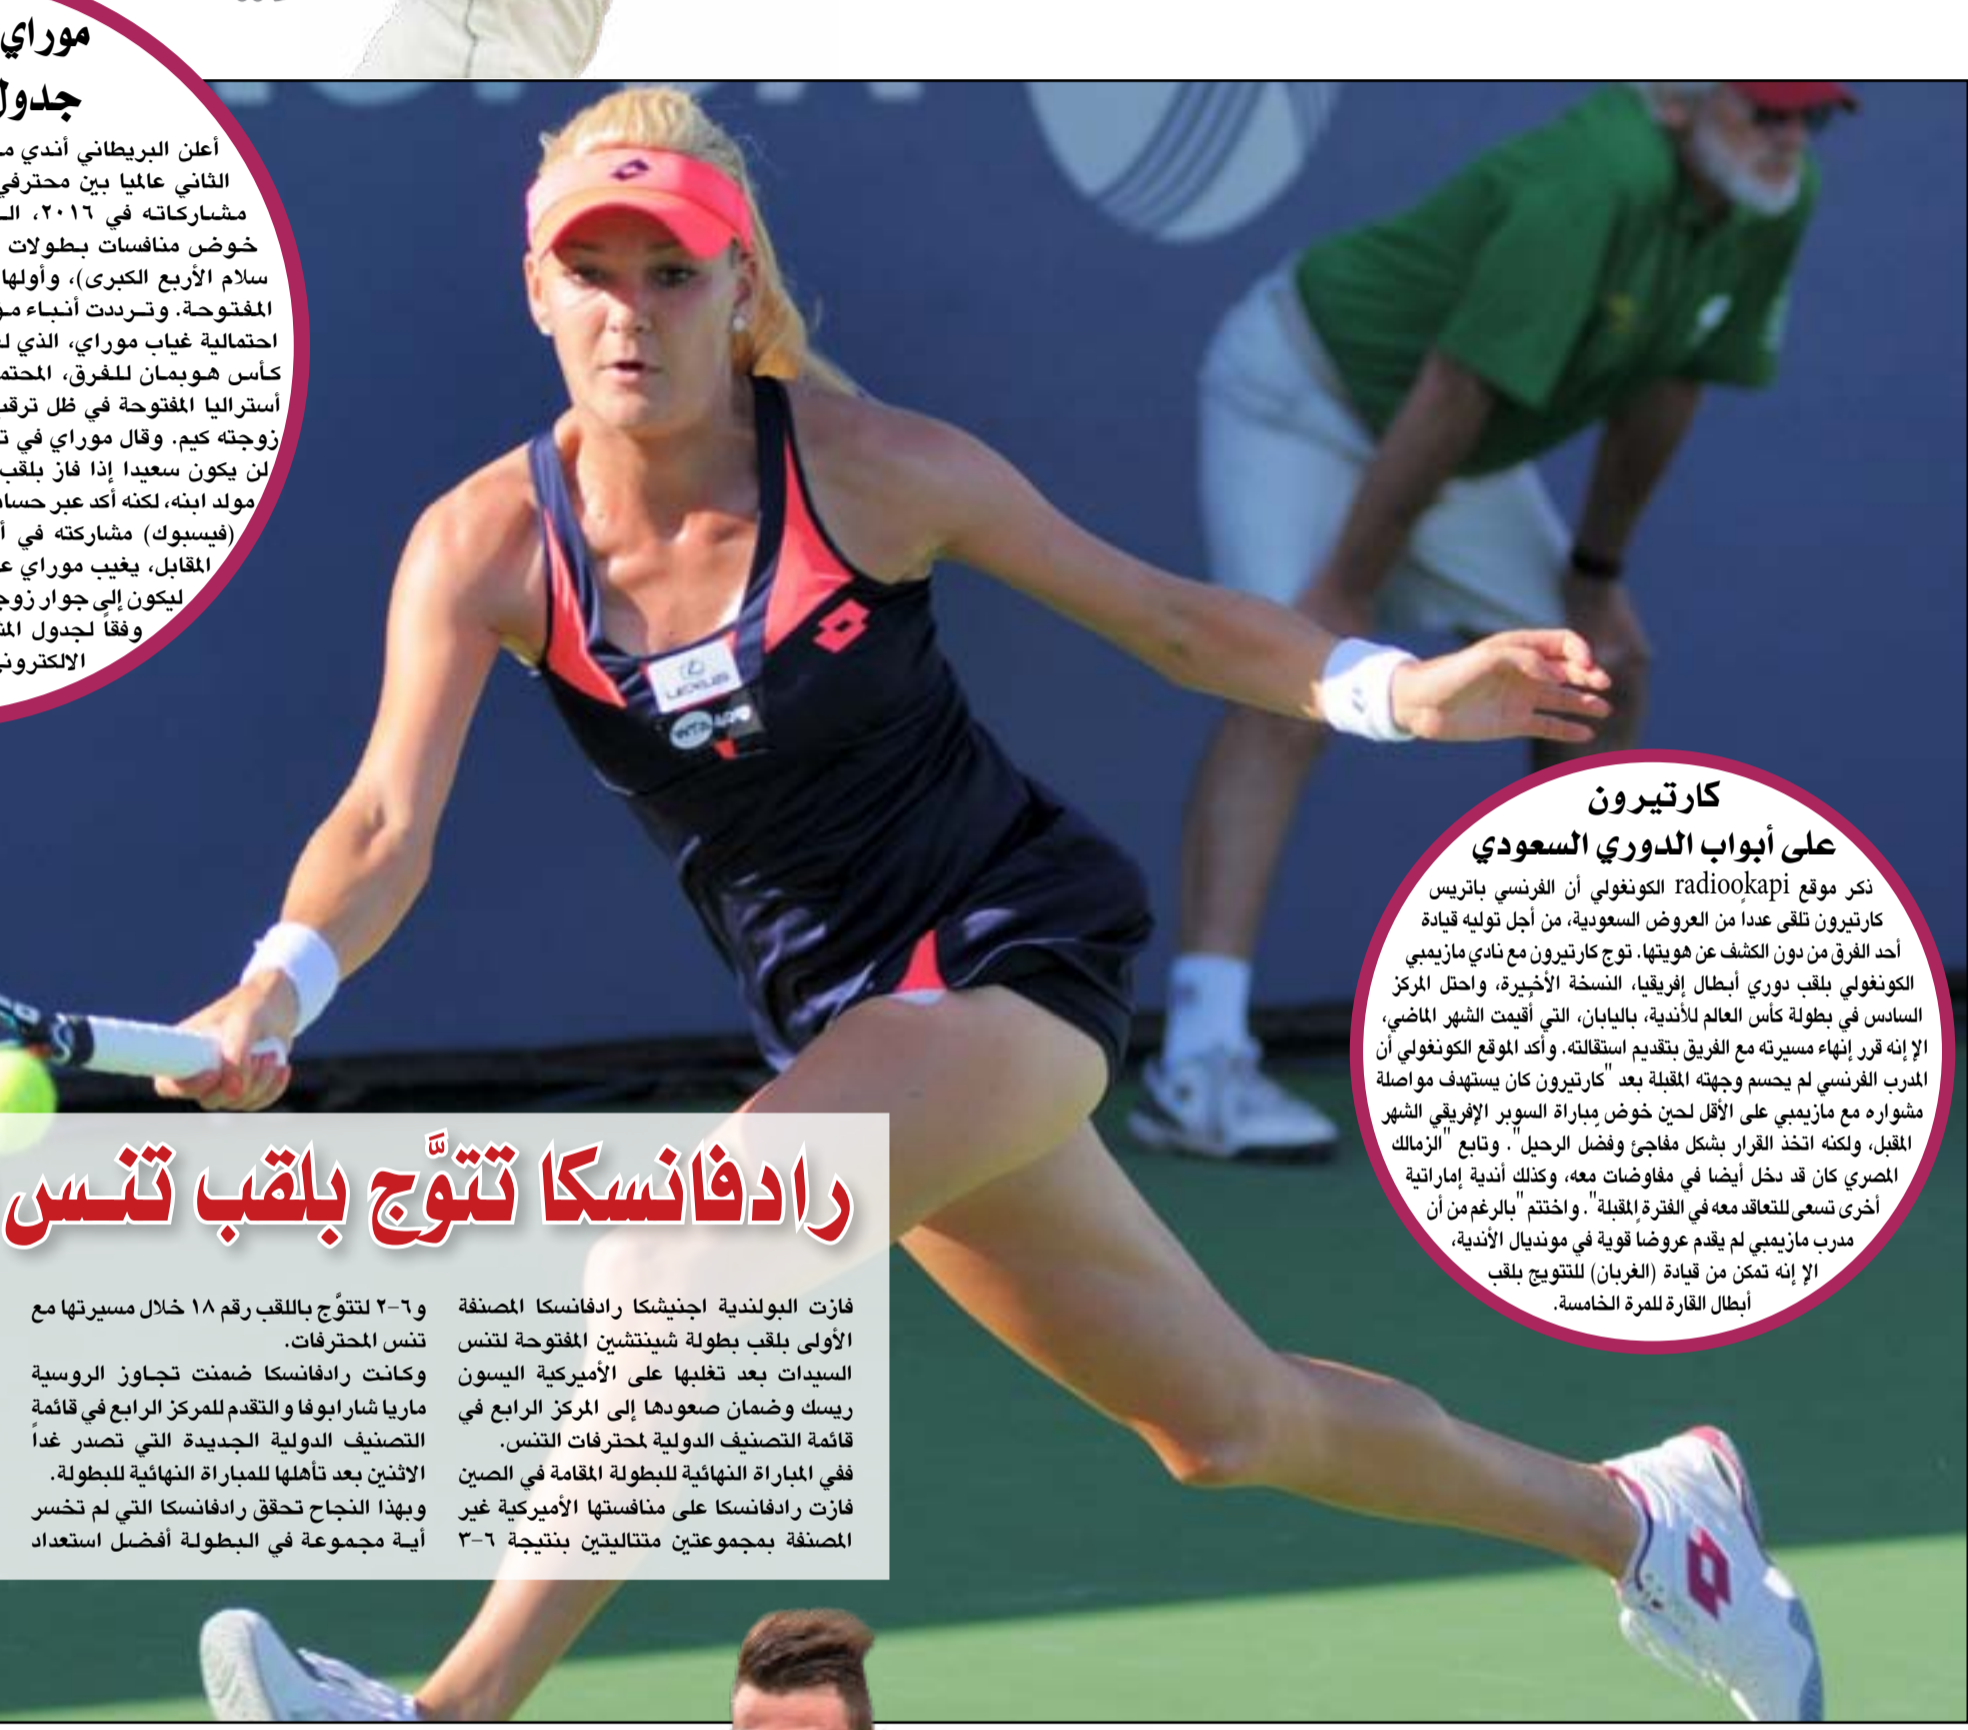 موراي
أعلن البريطاني أندي
الثاني عالميا بين محترفي
مشاركاته في ٢٠١٦،
خوض منافسات بطولات
سلام الأربع الكبرى)، وأولها
المفتوحة. وترددت أنباء
احتمالية غياب موراي، الذي
كأس هوبمان للفرق،
أستراليا المفتوحة في ظل
زوجته كيم. وقال موراي في
لن يكون سعيدا إذا فاز بلقب
مولد ابنه، لكنه أكد عبر
(فيسبوك) مشاركته في
المقابل، يغيب موراي
ليكون إلى جوار
وفقاً لجدول
كارتيرون
على أبواب الدوري السعودي
ذكر موقع radiookapi الكونغولي أن الفرنسي باتريس
كارتيرون تلقى عدداً من العروض السعودية، من أجل توليه قيادة
أحد الفرق من دون الكشف عن هويتها. توج كارتيرون مع نادي مازيمبي
الكونغولي بلقب دوري أبطال إفريقيا، النسخة الأخيرة، واحتل المركز
السادس في بطولة كأس العالم للأندية، باليابان، التي أُقيمت الشهر الماضي،
الإ إنه قرر إنهاء مسيرته مع الفريق بتقديم استقالته. وأكد الموقع الكونغولي أن
المدرب الفرنسي لم يحسم وجهته المقبلة بعد "كارتيرون كان يستهدف مواصلة
مشواره مع مازيمبي على الأقل لحين خوض مباراة السوبر الإفريقي الشهر
المقبل، ولكنه اتخذ القرار بشكل مفاجئ وفضل الرحيل". وتابع "الزمالك
المصري كان قد دخل أيضا في مفاوضات معه، وكذلك أندية إماراتية
أخرى تسعى للتعاقد معه في الفترة المقبلة". واختتم "بالرغم من أن
مدرب مازيمبي لم يقدم عروضا قوية في مونديال الأندية،
الإ إنه تمكن من قيادة (الغربان) للتتويج بلقب
أبطال القارة للمرة الخامسة.
رادفانسكا تتوَّج بلقب تنس
فازت البولندية اجنيشكا رادفانسكا المصنفة
الأولى بلقب بطولة شينتشين المفتوحة لتنس
السيدات بعد تغلبها على الأميركية اليسون
ريسك وضمان صعودها إلى المركز الرابع في
قائمة التصنيف الدولية لمحترفات التنس.
ففي المباراة النهائية للبطولة المقامة في الصين
فازت رادفانسكا على منافستها الأميركية غير
المصنفة بمجموعتين متتاليتين بنتيجة ٦-٣
و٦-٢ لتتوَّج باللقب رقم ١٨ خلال مسيرتها مع
تنس المحترفات.
وكانت رادفانسكا ضمنت تجاوز الروسية
ماريا شارابوفا والتقدم للمركز الرابع في قائمة
التصنيف الدولية الجديدة التي تصدر غداً
الاثنين بعد تأهلها للمباراة النهائية للبطولة.
وبهذا النجاح تحقق رادفانسكا التي لم تخسر
أية مجموعة في البطولة أفضل استعداد
LEXUS
WTA